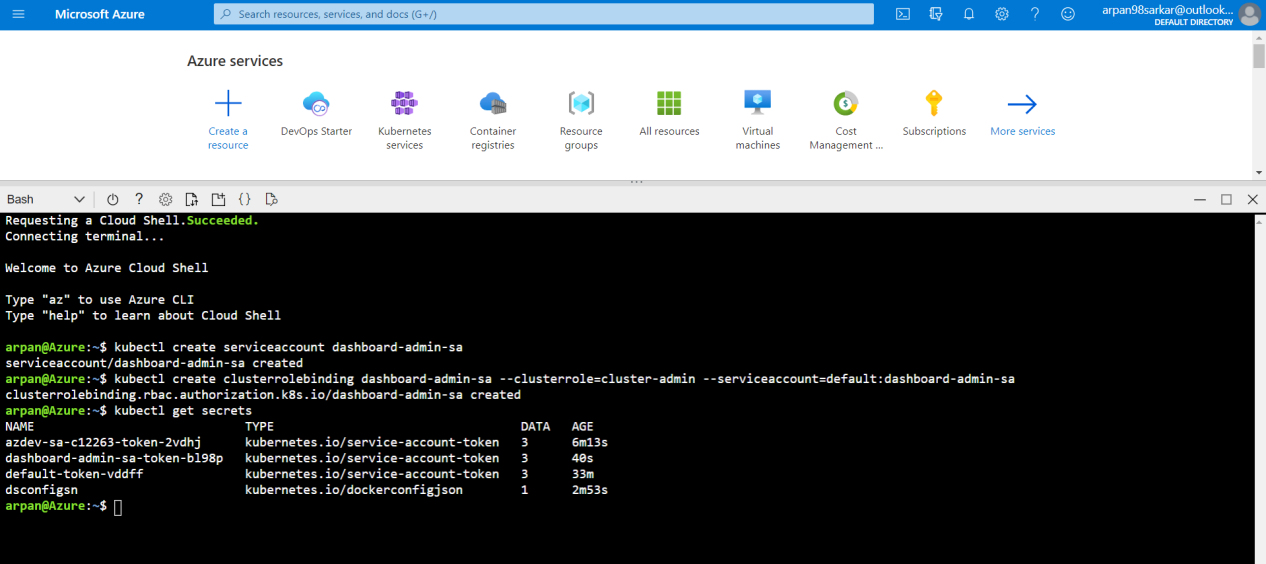 Microsoft Azure
Search resources, services, and docs (G+/)
arpan98sarkar@outlook...
DEFAULT DIRECTORY
Azure services
Create a
resource
DevOps Starter
Kubernetes
services
Container
registries
Resource
groups
All resources
Virtual
machines
Cost
Management ...
Subscriptions
More services
Bash
Requesting a Cloud Shell.Succeeded.
Connecting terminal...
Welcome to Azure Cloud Shell
Type "az" to use Azure CLI
Type "help" to learn about Cloud Shell
arpan@Azure:~$ kubectl create serviceaccount dashboard-admin-sa
serviceaccount/dashboard-admin-sa created
arpan@Azure:~$ kubectl create clusterrolebinding dashboard-admin-sa --clusterrole=cluster-admin --serviceaccount=default:dashboard-admin-sa
clusterrolebinding.rbac.authorization.k8s.io/dashboard-admin-sa created
arpan@Azure:~$ kubectl get secrets
NAME TYPE DATA AGE
azdev-sa-c12263-token-2vdhj kubernetes.io/service-account-token 3 6m13s
dashboard-admin-sa-token-bl98p kubernetes.io/service-account-token 3 40s
default-token-vddff kubernetes.io/service-account-token 3 33m
dsconfigsn kubernetes.io/dockerconfigjson 1 2m53s
arpan@Azure:~$